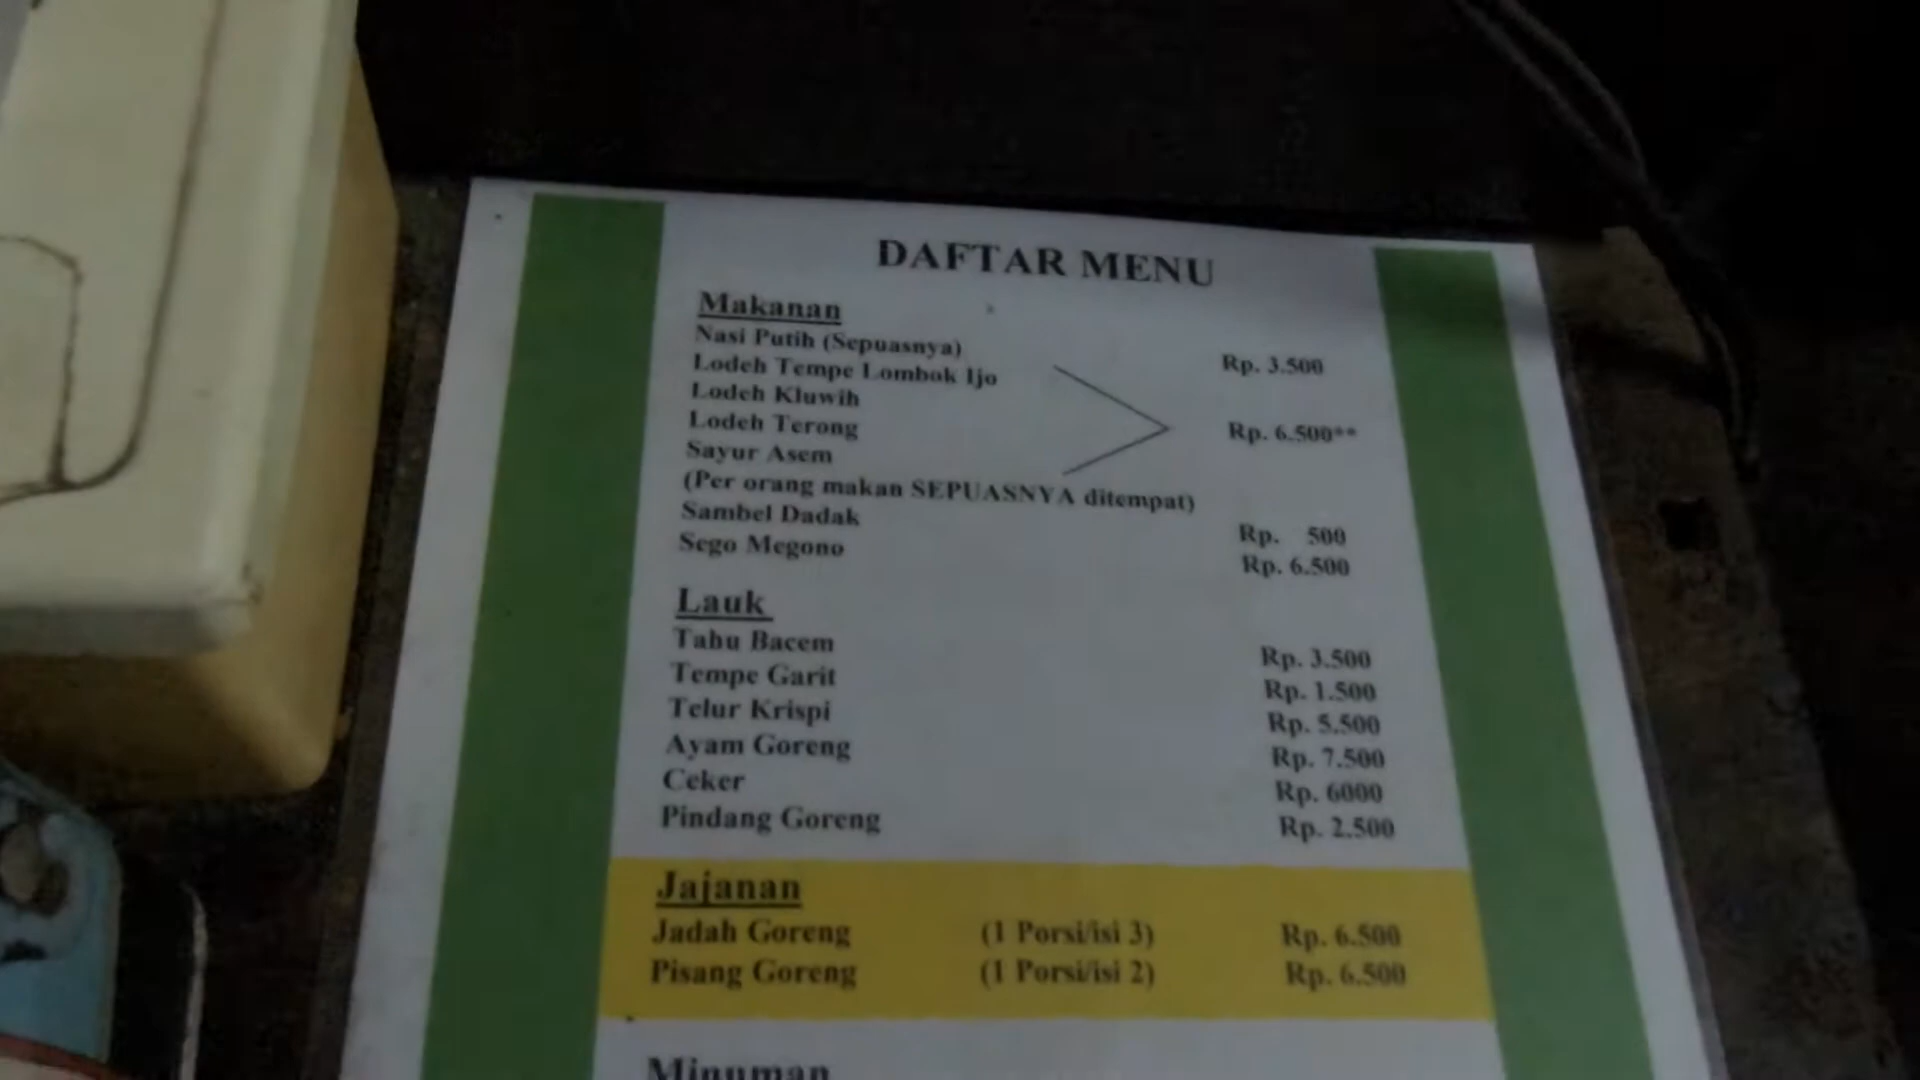 DAFTAR MENU
Makanan
Nasi Putih (Sepuasnya) Rp. 3.500
Lodeh Tempe Lombok Ijo
Lodeh Kluwih
Lodeh Terong Rp. 6.500**
Sayur Asem
(Per orang makan SEPUASNYA ditempat)
Sambel Dadak Rp. 500
Sego Megono Rp. 6.500
Lauk
Tahu Bacem Rp. 3.500
Tempe Garit Rp. 1.500
Telur Krispi Rp. 5.500
Ayam Goreng Rp. 7.500
Ceker Rp. 6000
Pindang Goreng Rp. 2.500
Jajanan
Jadah Goreng (1 Porsi/isi 3) Rp. 6.500
Pisang Goreng (1 Porsi/isi 2) Rp. 6.500
Minuman